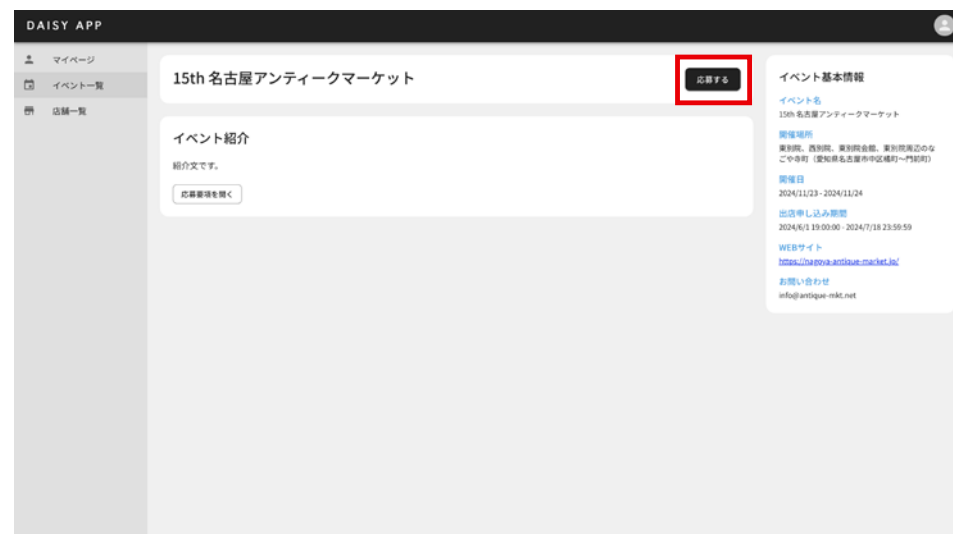 DAISY APP
マイページ
イベント一覧
店舗一覧
15th 名古屋アンティークマーケット
応募する
イベント紹介
紹介文です。
応募要項を開く
イベント基本情報
イベント名
15th 名古屋アンティークマーケット
開催場所
東別院、西別院、東別院会館、東別院周辺のな
ごや寺町（愛知県名古屋市中区橘町〜門前町）
開催日
2024/11/23 - 2024/11/24
出店申し込み期間
2024/6/1 19:00:00 - 2024/7/18 23:59:59
WEBサイト
https://nagoya-antique-market.jp/
お問い合わせ
info@antique-mkt.net